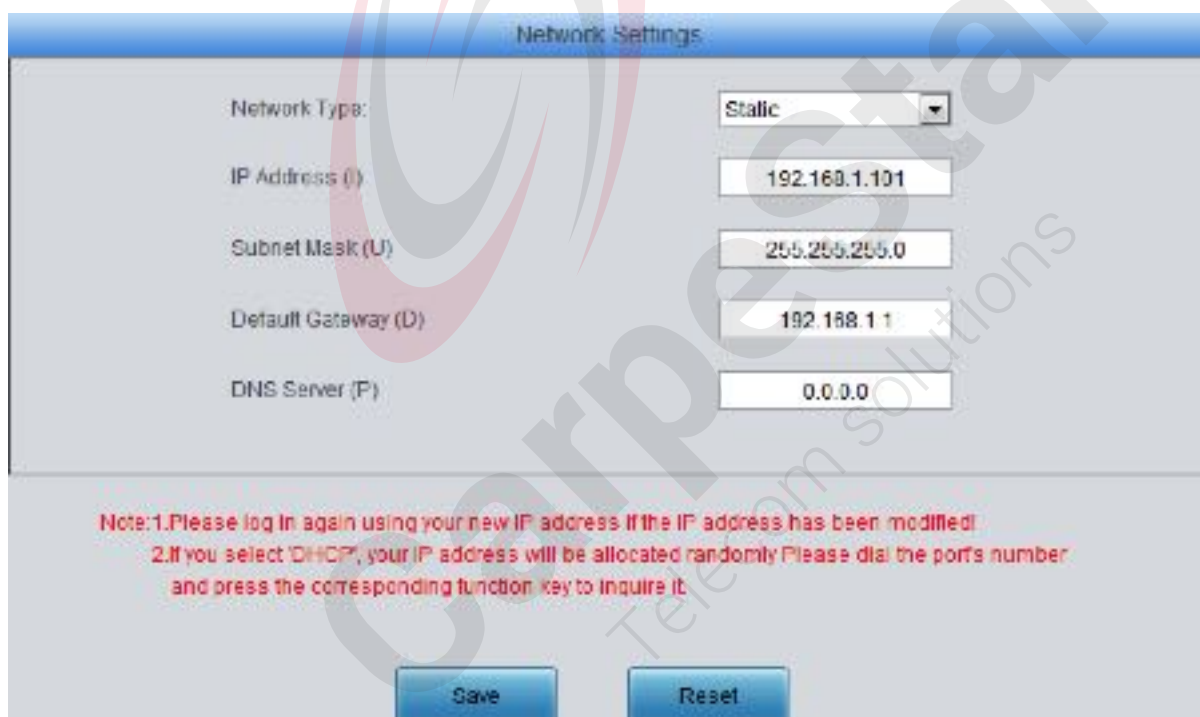 Network Settings
Network Type: Static
IP Address (I) 192.168.1.101
Subnet Mask (U) 255.255.255.0
Default Gateway (D) 192.168.1.1
DNS Server (P) 0.0.0.0
Note:1.Please log in again using your new IP address if the IP address has been modified!
2.If you select 'DHCP', your IP address will be allocated randomly Please dial the port's number
and press the corresponding function key to inquire it.
Save Reset
CarpeStar
Telecom solutions